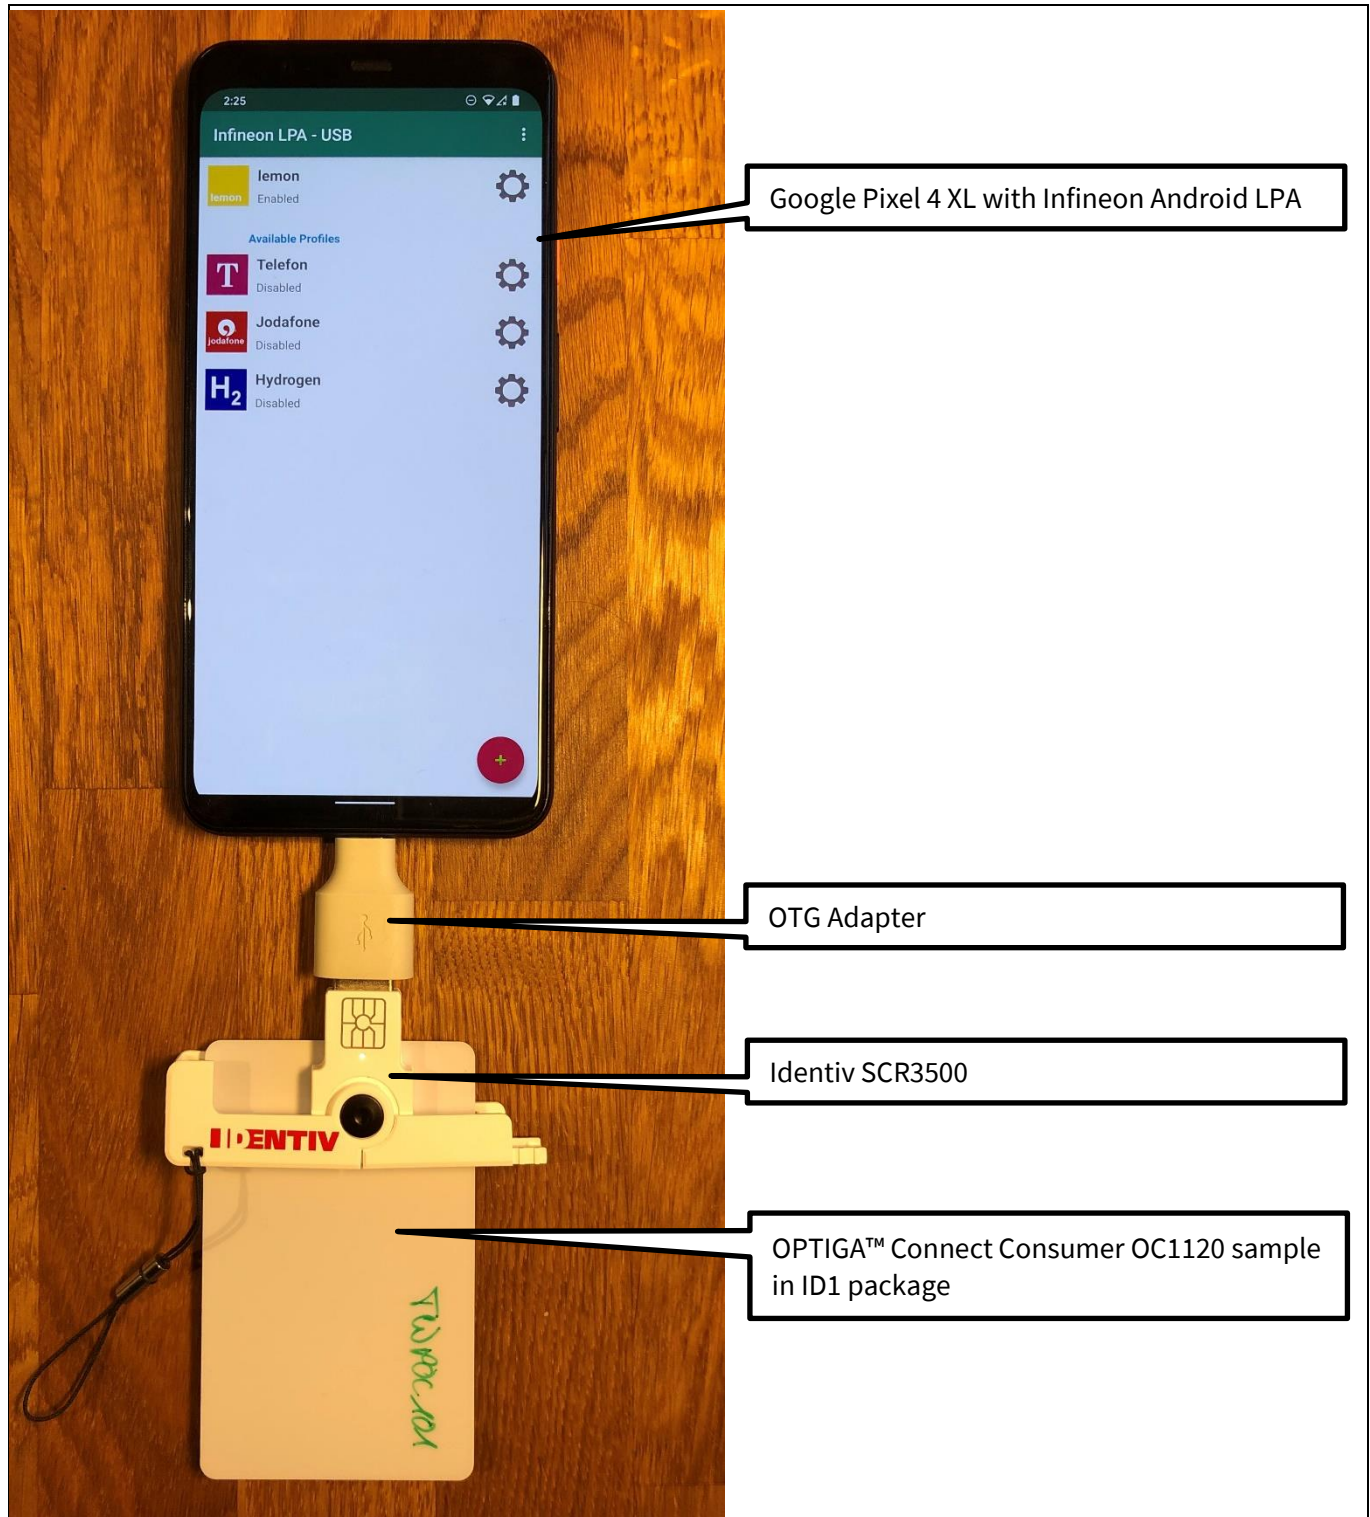 2:25
Infineon LPA - USB
lemon
lemon
Enabled
Available Profiles
T
Telefon
Disabled
jodafone
Jodafone
Disabled
H2
Hydrogen
Disabled
+
Google Pixel 4 XL with Infineon Android LPA
OTG Adapter
Identiv SCR3500
IDENTIV
OPTIGA™ Connect Consumer OC1120 sample
in ID1 package